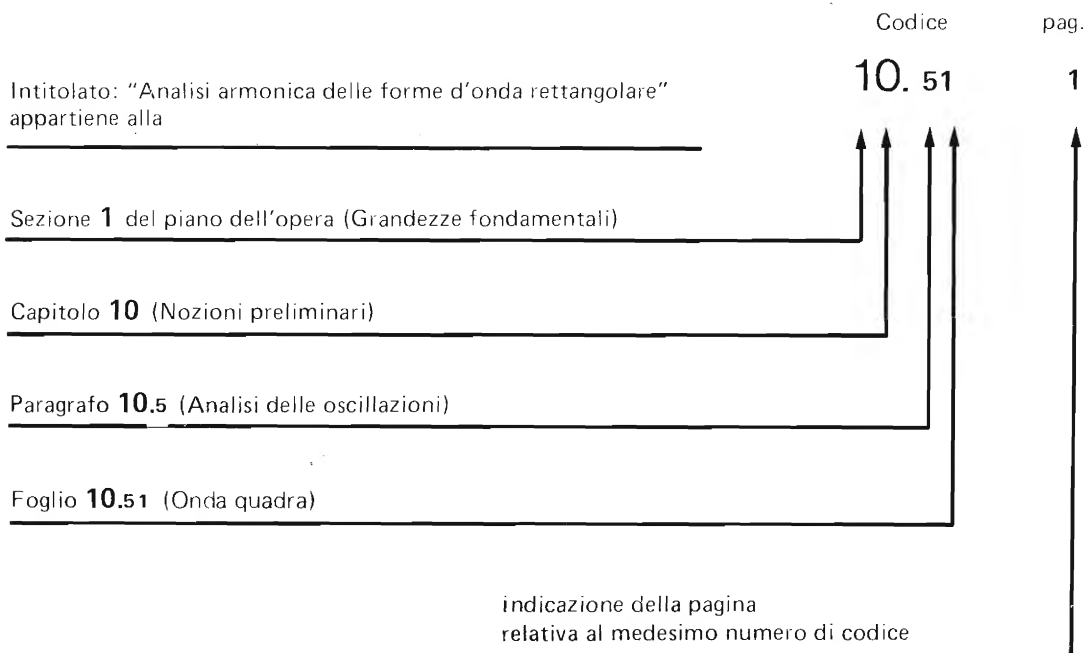 Codice pag.
10. 51 1
Intitolato: "Analisi armonica delle forme d'onda rettangolare"
appartiene alla
Sezione 1 del piano dell'opera (Grandezze fondamentali)
Capitolo 10 (Nozioni preliminari)
Paragrafo 10.5 (Analisi delle oscillazioni)
Foglio 10.51 (Onda quadra)
indicazione della pagina
relativa al medesimo numero di codice